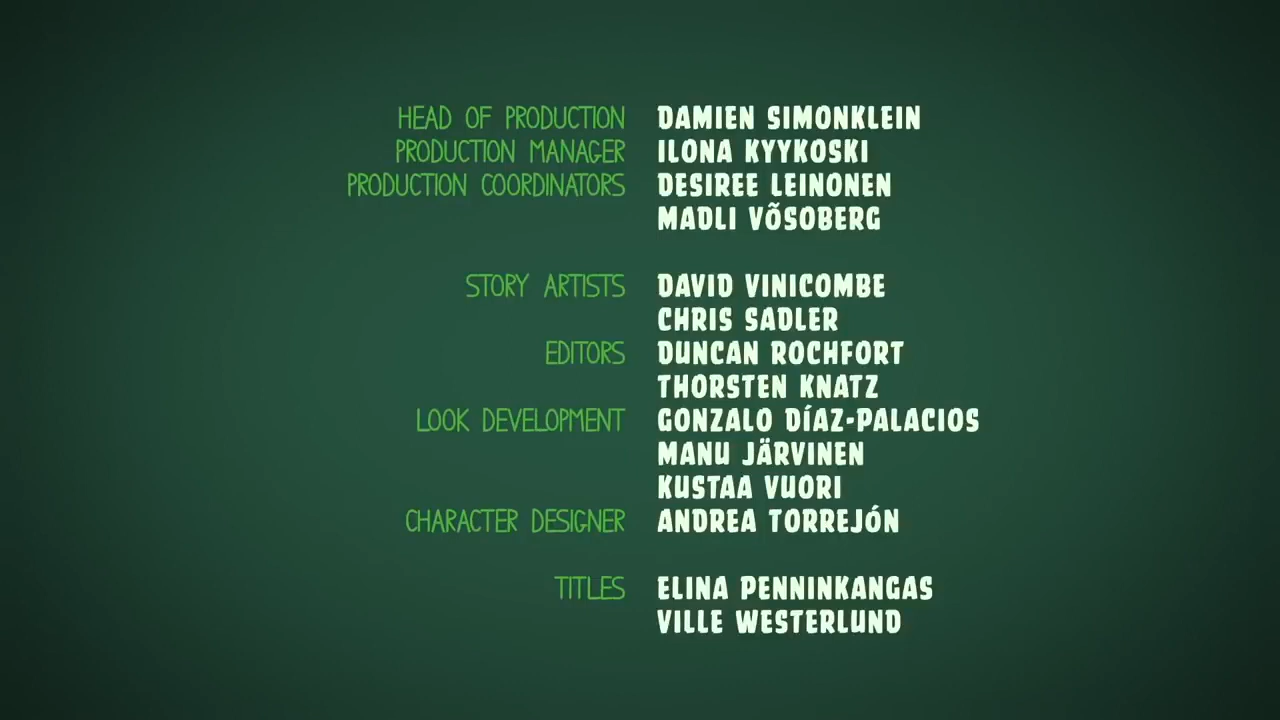 HEAD OF PRODUCTION DAMIEN SIMONKLEIN
PRODUCTION MANAGER ILONA KYYKOSKI
PRODUCTION COORDINATORS DESIREE LEINONEN
MADLI VÕSOBERG
STORY ARTISTS DAVID VINICOMBE
CHRIS SADLER
EDITORS DUNCAN ROCHFORT
THORSTEN KNATZ
LOOK DEVELOPMENT GONZALO DÍAZ-PALACIOS
MANU JÄRVINEN
KUSTAA VUORI
CHARACTER DESIGNER ANDREA TORREJÓN
TITLES ELINA PENNINKANGAS
VILLE WESTERLUND